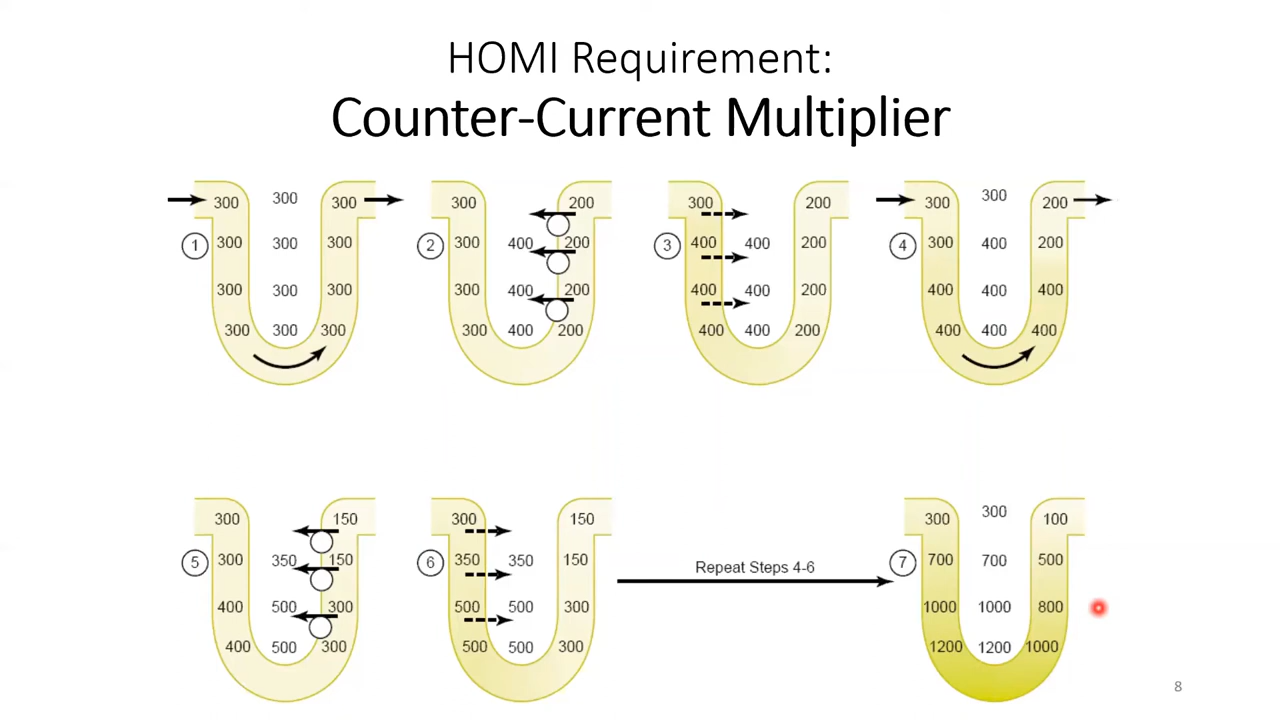 HOMI Requirement:
Counter-Current Multiplier
300 300 300
1 300 300 300
300 300 300
300 300 300
300 200
2 300 400 200
300 400 200
300 400 200
300 200
3 400 400 200
400 400 200
400 400 200
300 300 200
4 300 400 200
400 400 400
400 400 400
300 150
5 300 350 150
400 500 300
400 500 300
300 150
6 350 350 150
500 500 300
500 500 300
Repeat Steps 4-6
300 300 100
7 700 700 500
1000 1000 800
1200 1200 1000
8